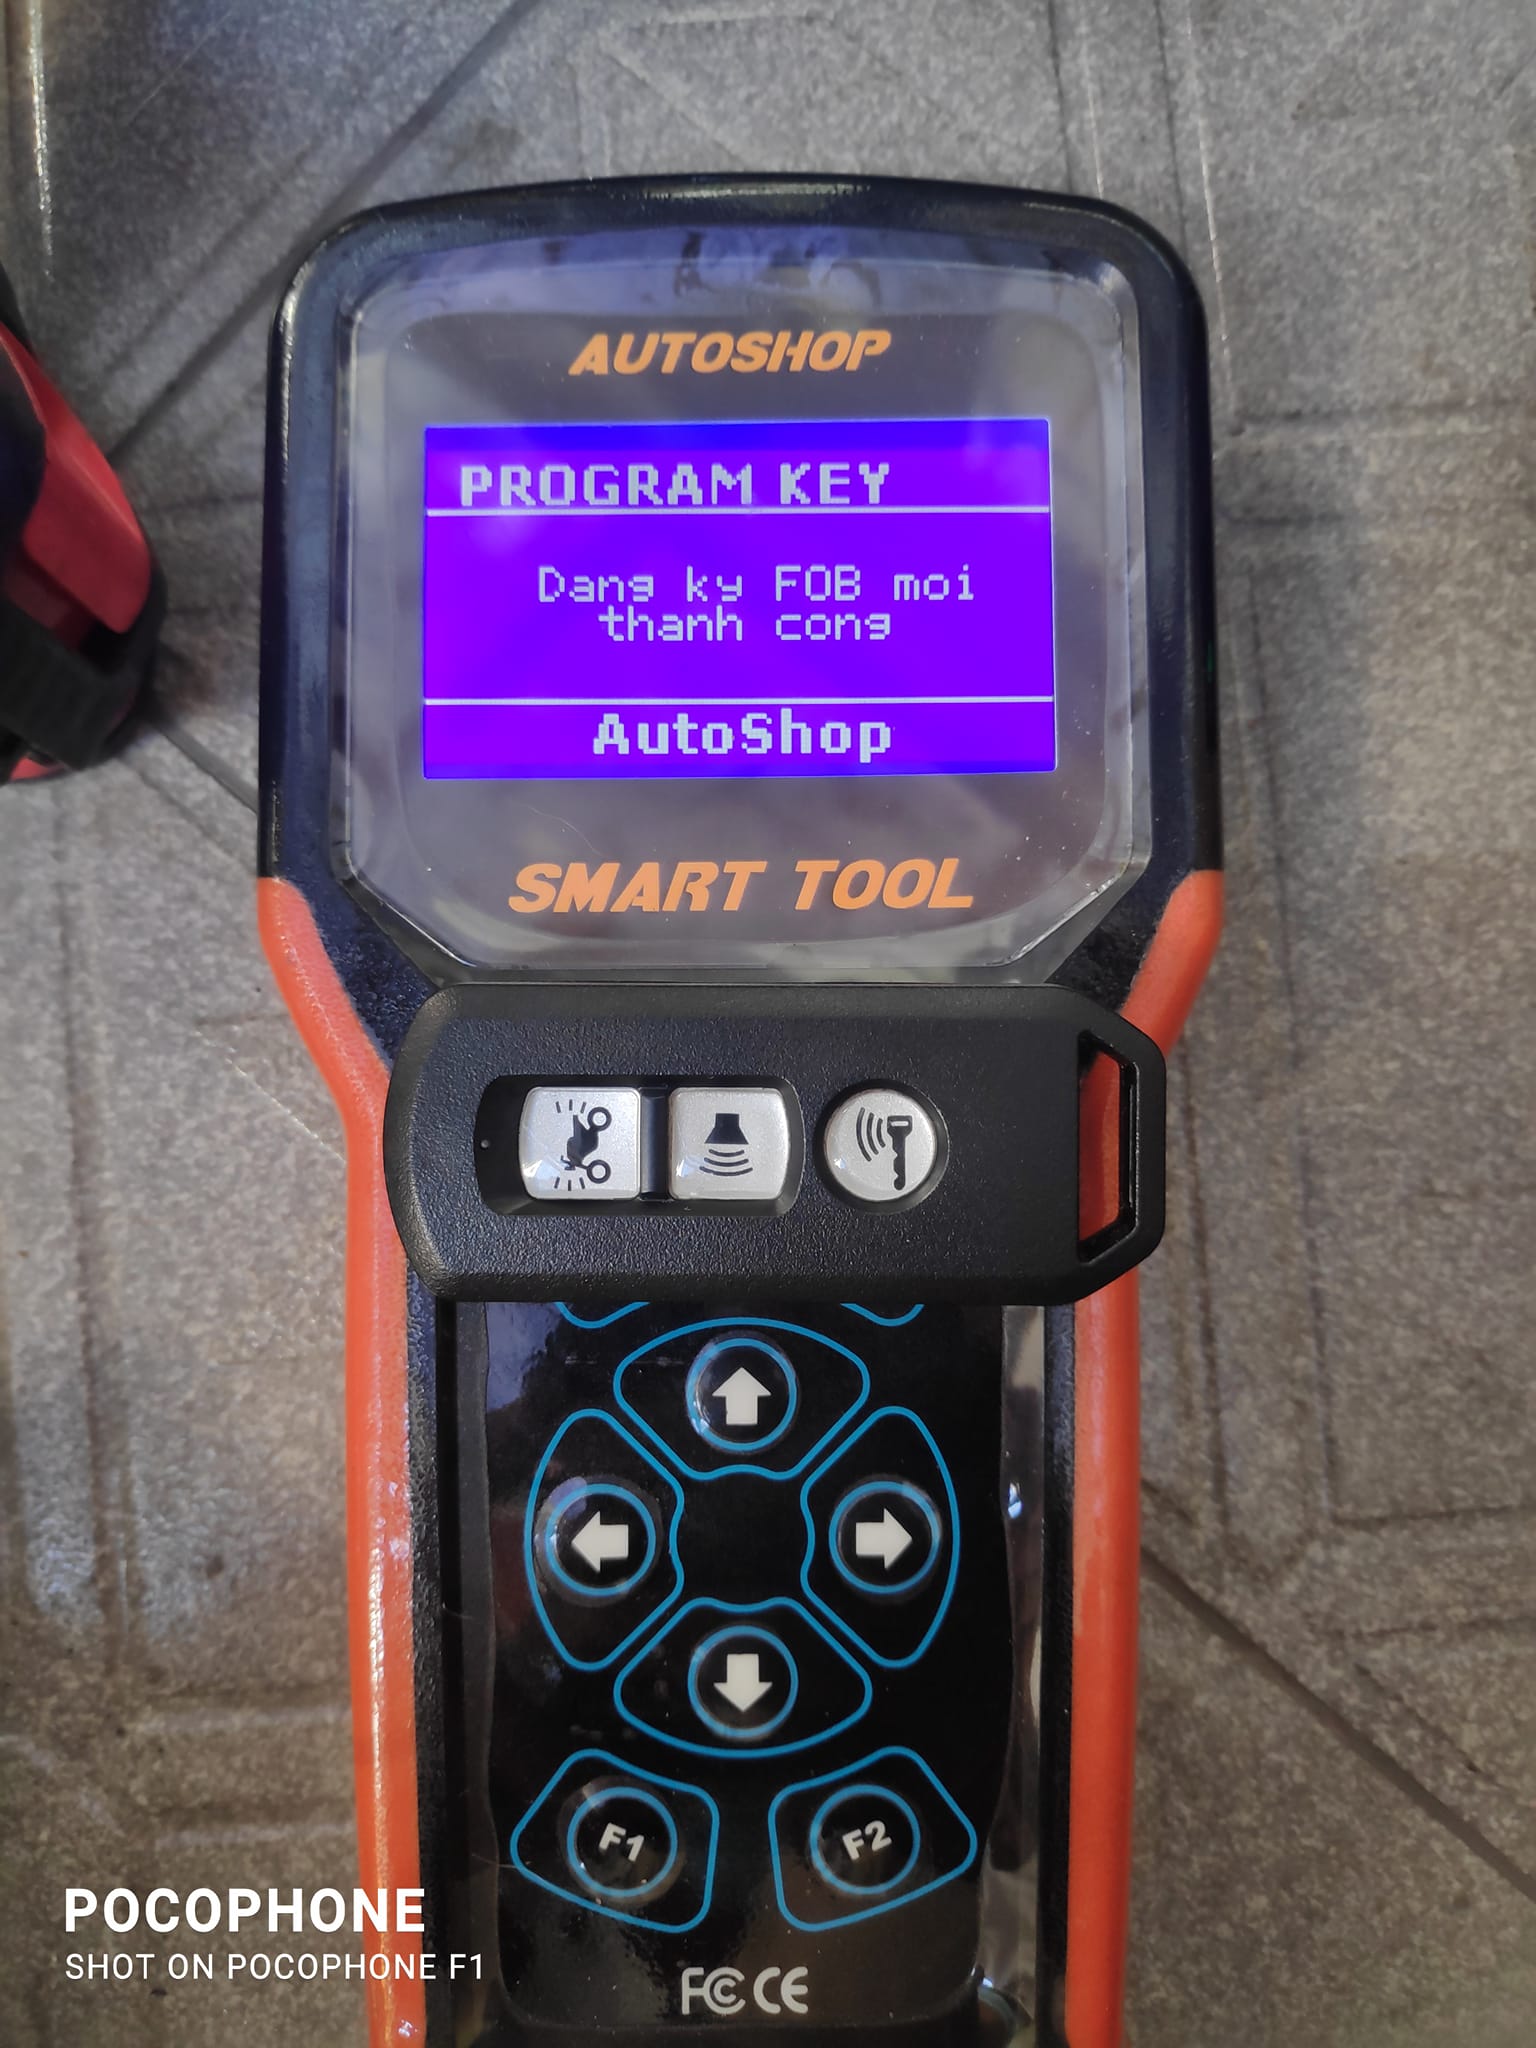 AUTOSHOP
PROGRAM KEY
Dang ky FOB moi
thanh cong
AutoShop
SMART TOOL
F1 F2
FC CE
POCOPHONE
SHOT ON POCOPHONE F1